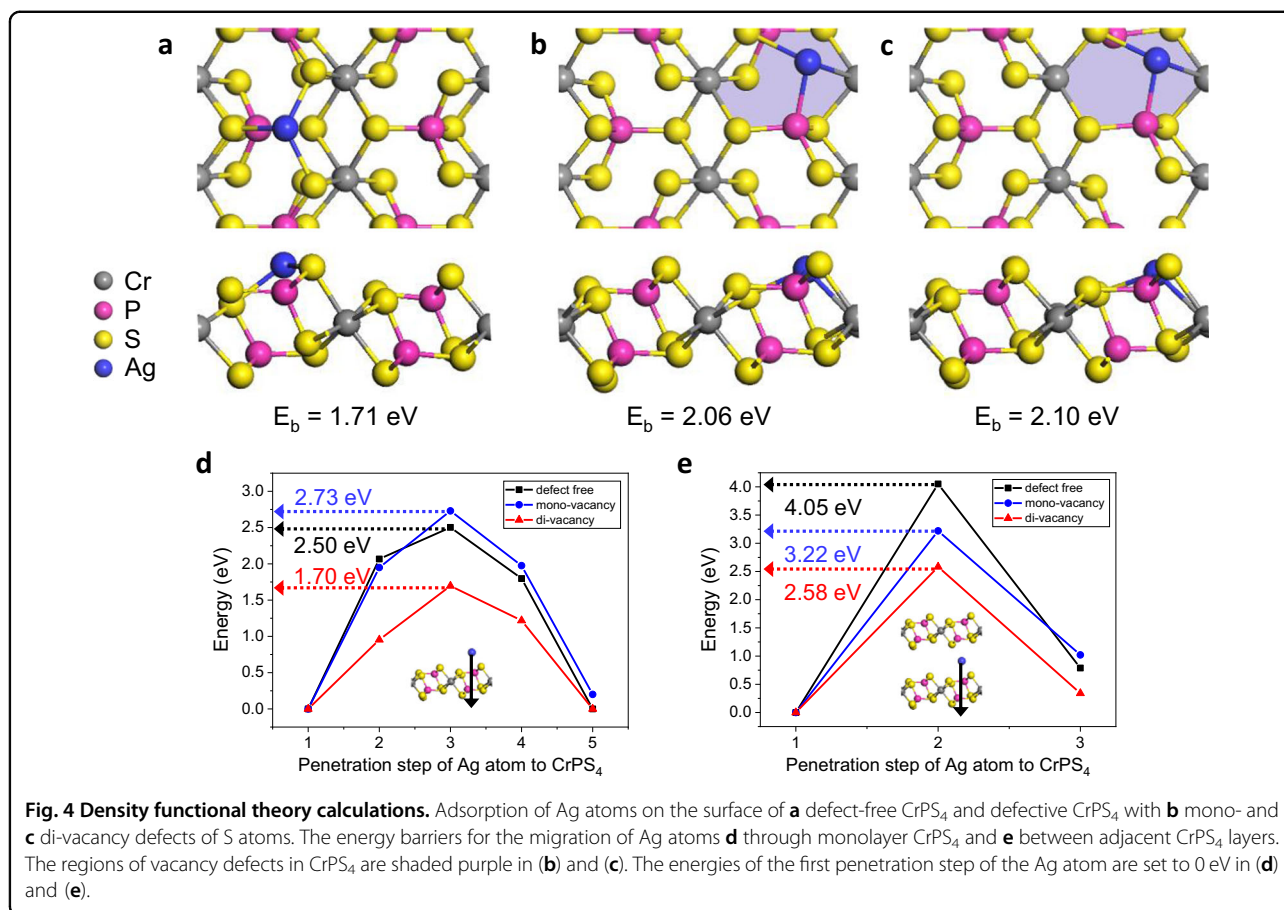 a
b
c
Cr
P
S
Ag
E_b = 1.71 eV
E_b = 2.06 eV
E_b = 2.10 eV
d
3.0
2.5
2.0
1.5
1.0
0.5
0.0
Energy (eV)
2.73 eV
2.50 eV
1.70 eV
defect free
mono-vacancy
di-vacancy
1 2 3 4 5
Penetration step of Ag atom to CrPS₄
e
4.0
3.5
3.0
2.5
2.0
1.5
1.0
0.5
0.0
Energy (eV)
4.05 eV
3.22 eV
2.58 eV
defect free
mono-vacancy
di-vacancy
1 2 3
Penetration step of Ag atom to CrPS₄
Fig. 4 Density functional theory calculations. Adsorption of Ag atoms on the surface of a defect-free CrPS₄ and defective CrPS₄ with b mono- and
c di-vacancy defects of S atoms. The energy barriers for the migration of Ag atoms d through monolayer CrPS₄ and e between adjacent CrPS₄ layers.
The regions of vacancy defects in CrPS₄ are shaded purple in (b) and (c). The energies of the first penetration step of the Ag atom are set to 0 eV in (d)
and (e).